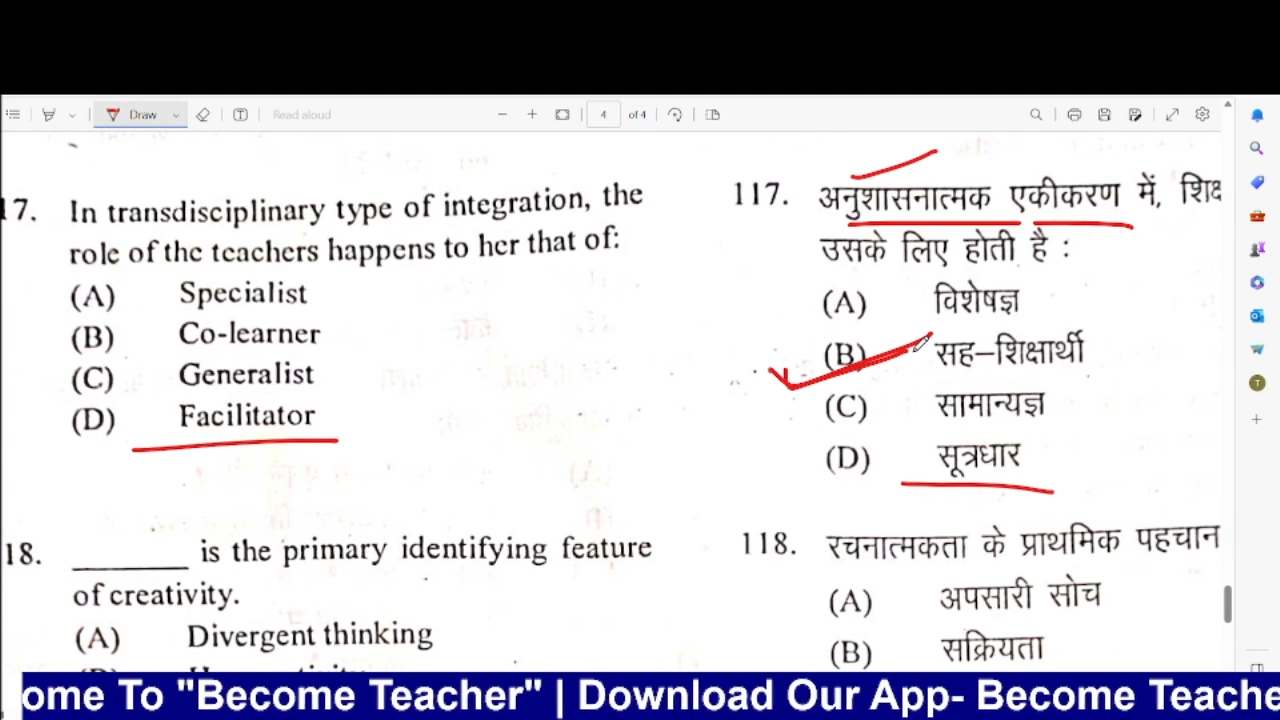 Draw
Read aloud
4
of 4
17. In transdisciplinary type of integration, the
role of the teachers happens to her that of:
(A) Specialist
(B) Co-learner
(C) Generalist
(D) Facilitator
18. ________ is the primary identifying feature
of creativity.
(A) Divergent thinking
117. अनुशासनात्मक एकीकरण में, शिक्ष
उसके लिए होती है :
(A) विशेषज्ञ
(B) सह–शिक्षार्थी
(C) सामान्यज्ञ
(D) सूत्रधार
118. रचनात्मकता के प्राथमिक पहचान
(A) अपसारी सोच
(B) सक्रियता
T
ome To "Become Teacher" | Download Our App- Become Teache